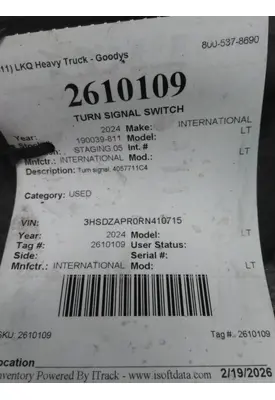 11) LKQ Heavy Truck - Goodys 800-537-8690
2610109
TURN SIGNAL SWITCH
Year: 2024 Make: INTERNATIONAL
190039-811 Model: LT
STAGING 05 Int. #
Mnfctr.: INTERNATIONAL Mod.: LT
Description: Turn signal, 4057711C4
Category: USED
VIN: 3HSDZAPR0RN410715
Year: 2024 Model: LT
Tag #: 2610109 User Status:
Side: Serial #:
Mnfctr.: INTERNATIONAL Mod: LT
SKU: 2610109 Tag #.. 2610109
ocation
nventory Powered By ITrack - www.isoftdata.com 2/19/2026